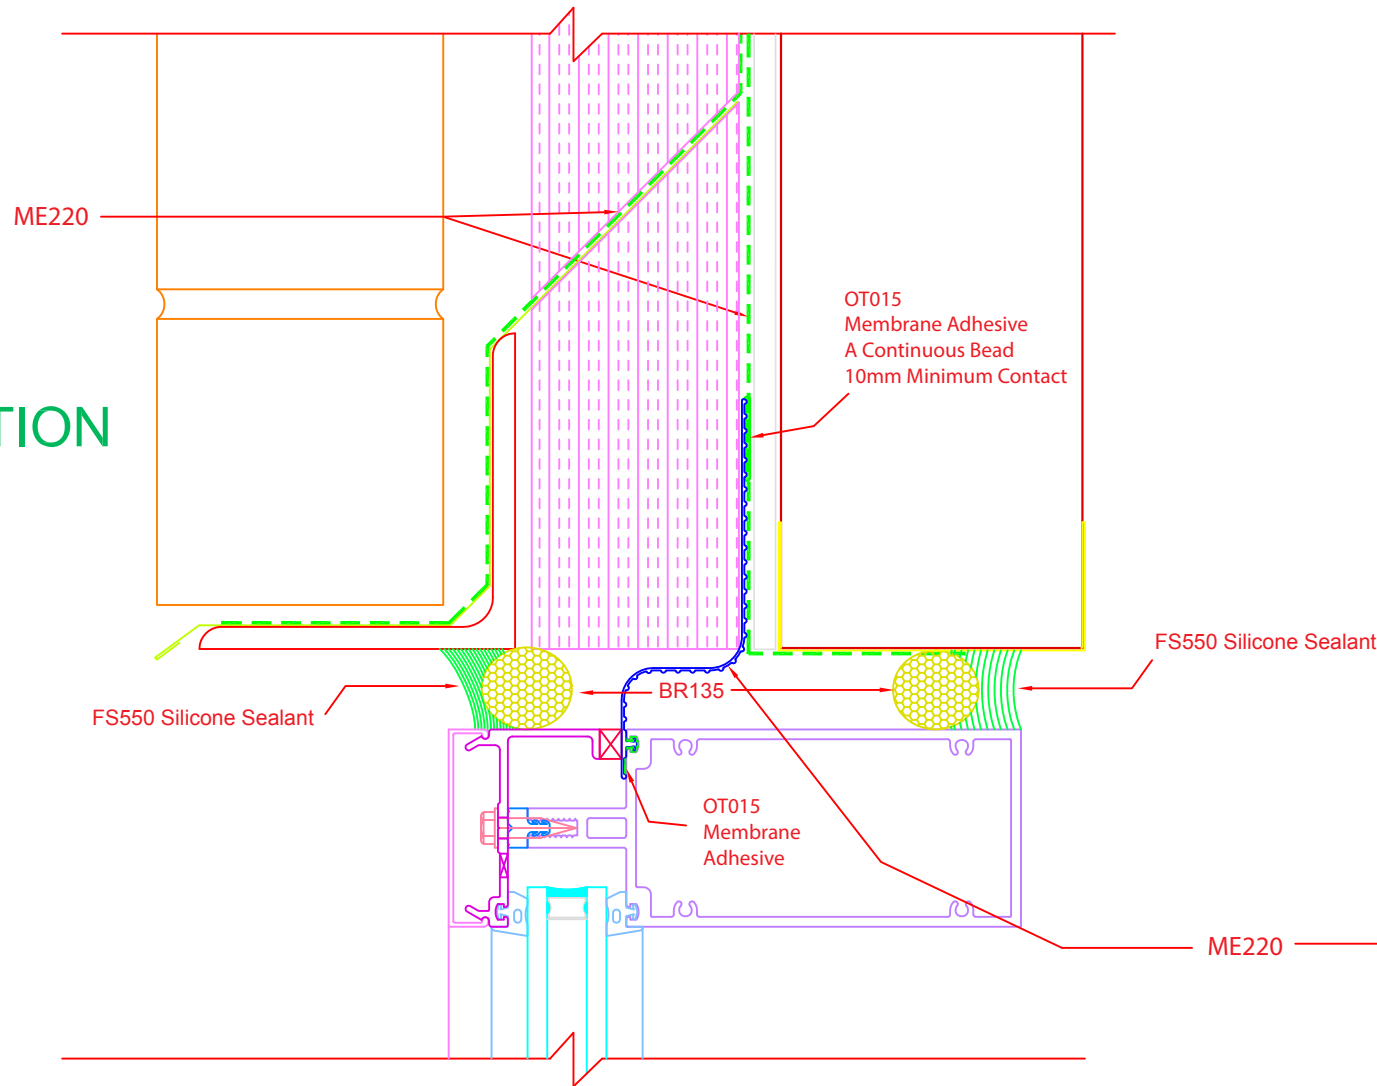 ME220
OT015
Membrane Adhesive
A Continuous Bead
10mm Minimum Contact
TION
FS550 Silicone Sealant
BR135
FS550 Silicone Sealant
OT015
Membrane
Adhesive
ME220